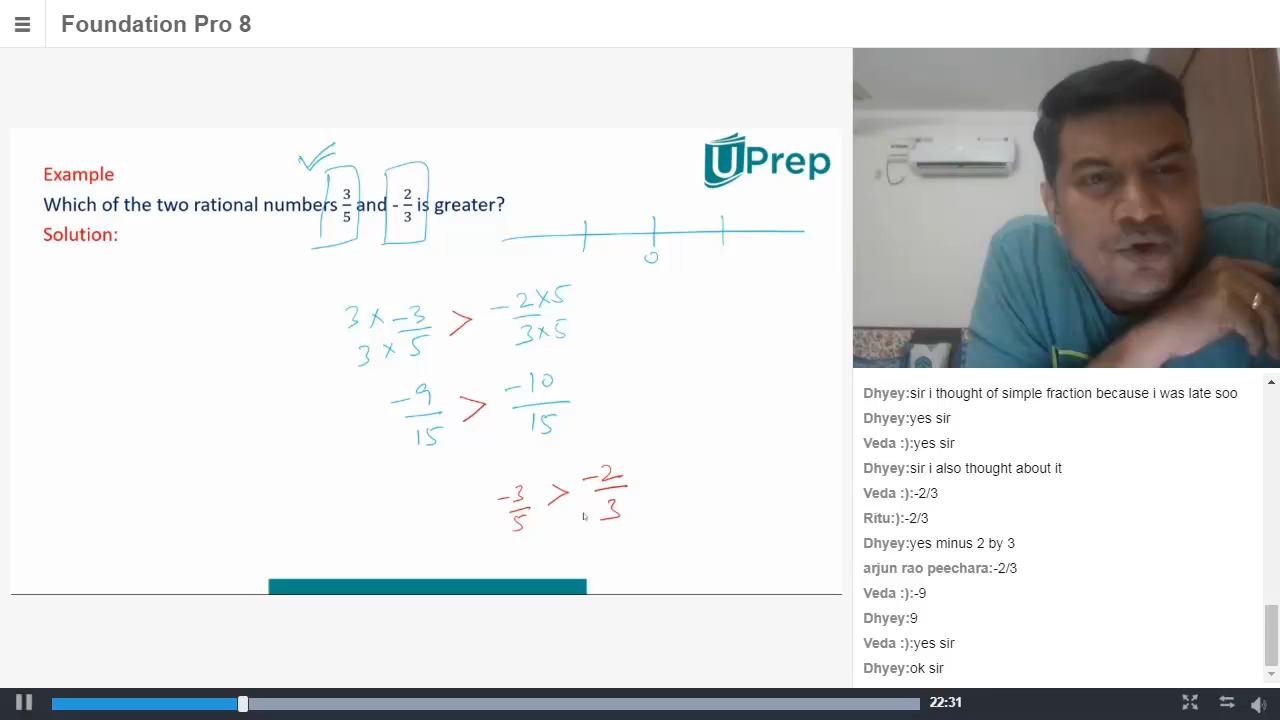 Foundation Pro 8
UPrep
Example
Which of the two rational numbers 3/5 and - 2/3 is greater?
Solution:
0
3 × -3 / 3 × 5 > -2×5 / 3×5
-9/15 > -10/15
-3/5 > -2/3
Dhyey:sir i thought of simple fraction because i was late soo
Dhyey:yes sir
Veda :):yes sir
Dhyey:sir i also thought about it
Veda :):-2/3
Ritu:):-2/3
Dhyey:yes minus 2 by 3
arjun rao peechara:-2/3
Veda :):-9
Dhyey:9
Veda :):yes sir
Dhyey:ok sir
22:31